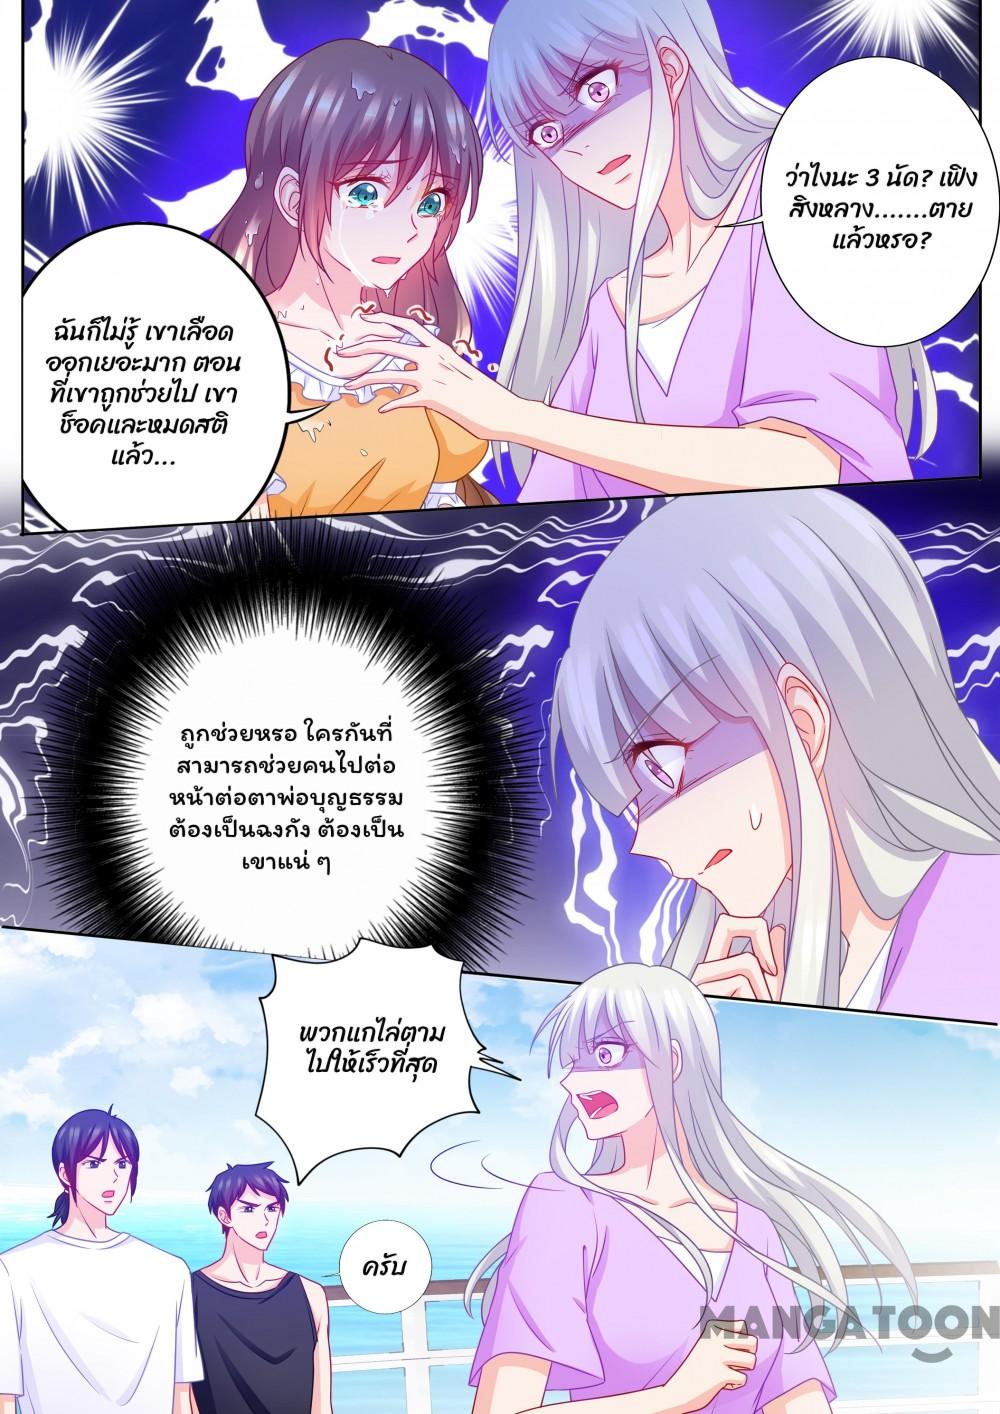 ว่าไงนะ 3 นัด? เฟิง
สิงหลาง.......ตาย
แล้วหรอ?
ฉันก็ไม่รู้ เขาเลือด
ออกเยอะมาก ตอน
ที่เขาถูกช่วยไป เขา
ช็อคและหมดสติ
แล้ว...
ถูกช่วยหรอ ใครกันที่
สามารถช่วยคนไปต่อ
หน้าต่อตาพ่อบุญธรรม
ต้องเป็นฉงกัง ต้องเป็น
เขาแน่ ๆ
พวกแกไล่ตาม
ไปให้เร็วที่สุด
ครับ
MANGATOON